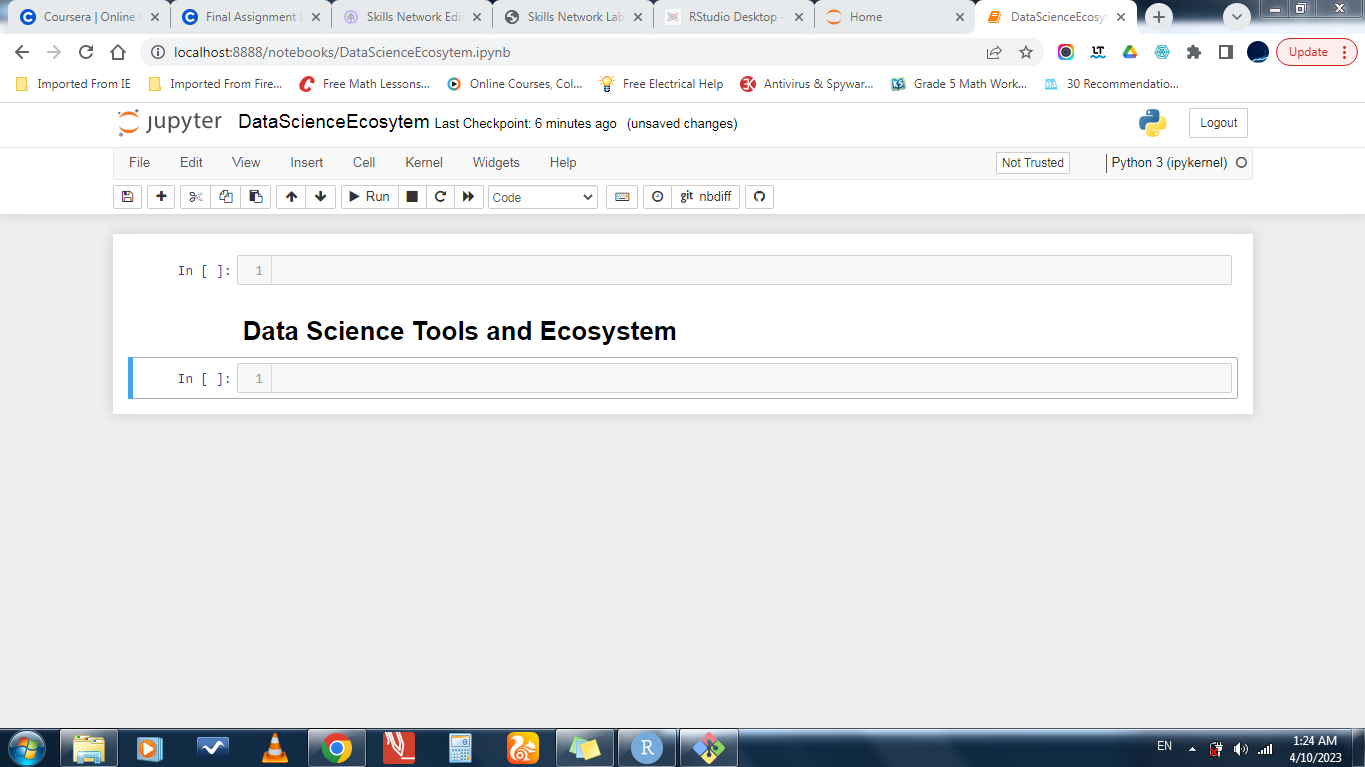 Coursera | Online
Final Assignment
Skills Network Edit
Skills Network Lab
RStudio Desktop -
Home
DataScienceEcosyt
localhost:8888/notebooks/DataScienceEcosytem.ipynb
LT
Update
Imported From IE
Imported From Fire...
Free Math Lessons...
Online Courses, Col...
Free Electrical Help
Antivirus & Spywar...
Grade 5 Math Work...
30 Recommendatio...
jupyter
DataScienceEcosytem Last Checkpoint: 6 minutes ago (unsaved changes)
Logout
File Edit View Insert Cell Kernel Widgets Help
Not Trusted
Python 3 (ipykernel)
Run
Code
git nbdiff
In [ ]: 1
Data Science Tools and Ecosystem
In [ ]: 1
R
EN
1:24 AM
4/10/2023